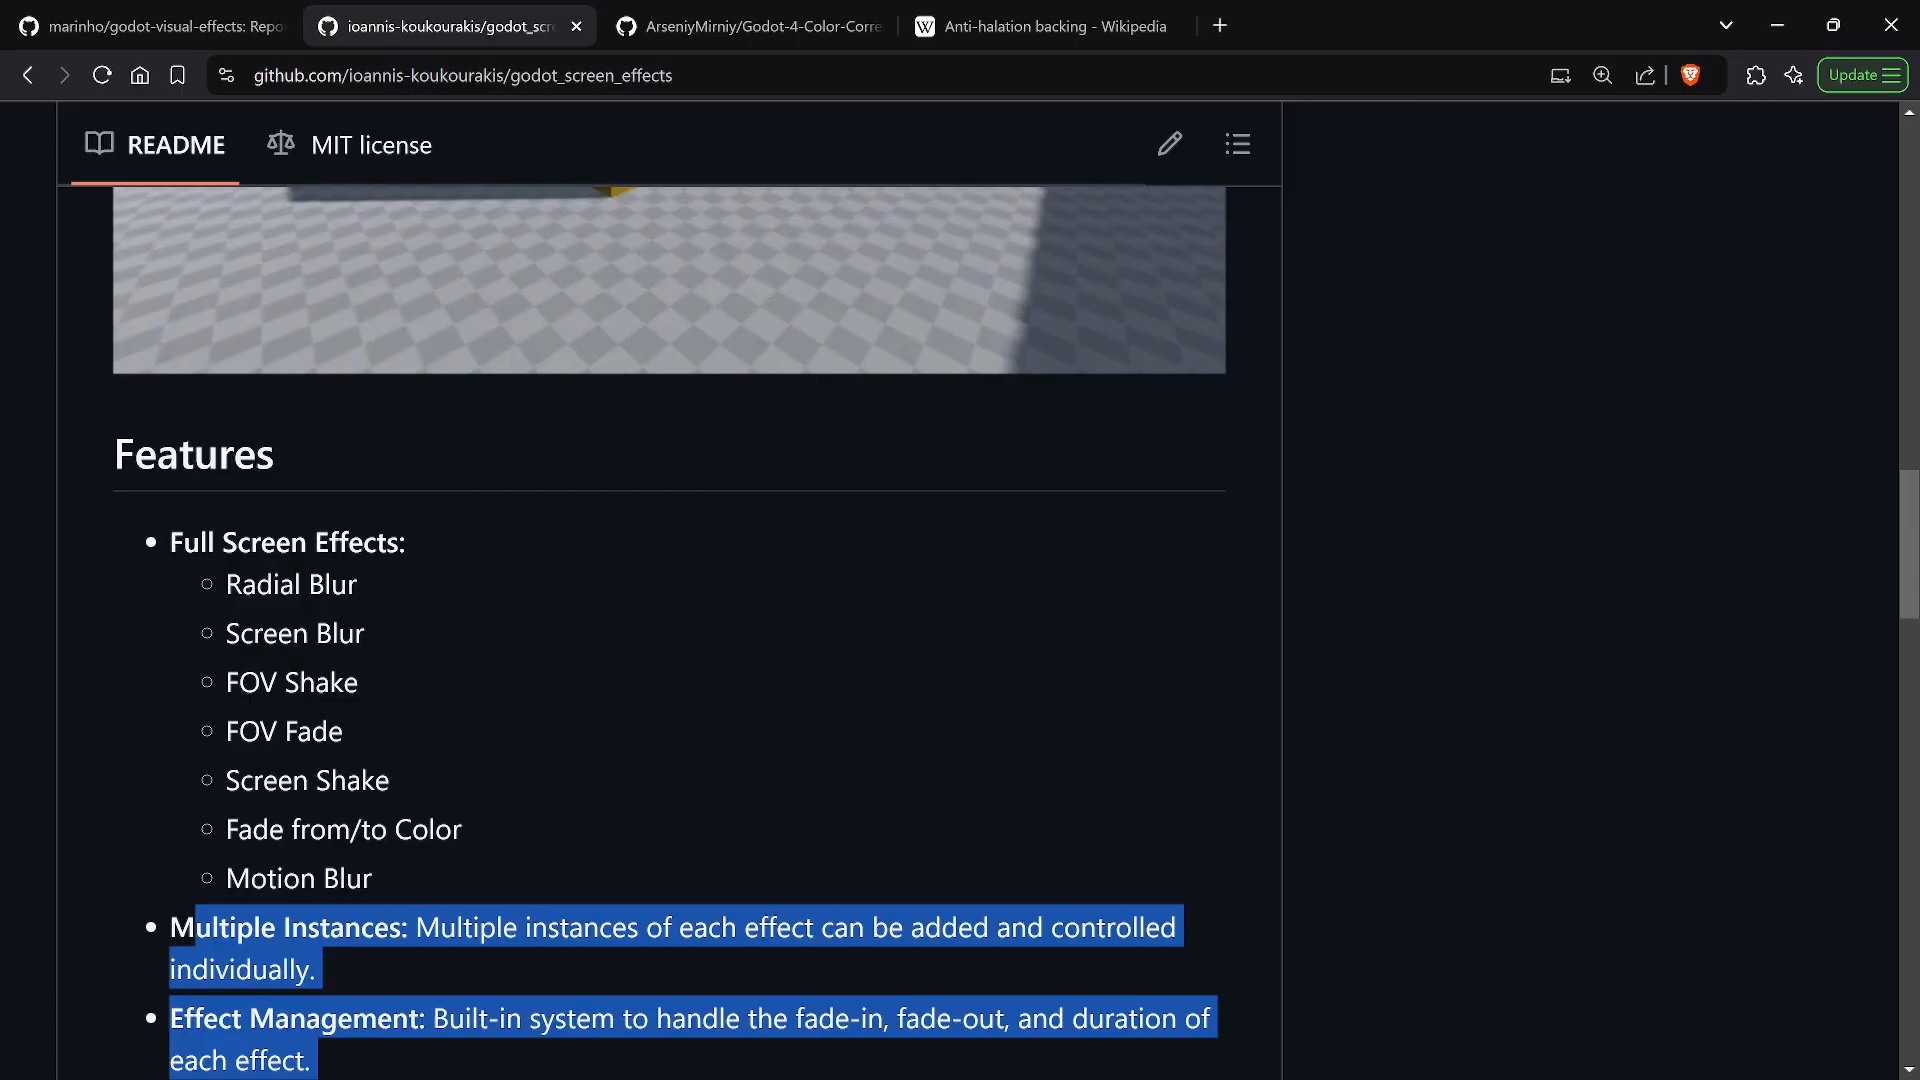 marinho/godot-visual-effects: Repo
ioannis-koukourakis/godot_scr
ArseniyMirniy/Godot-4-Color-Corre
Anti-halation backing - Wikipedia
github.com/ioannis-koukourakis/godot_screen_effects
Update
README
MIT license
Features
Full Screen Effects:
Radial Blur
Screen Blur
FOV Shake
FOV Fade
Screen Shake
Fade from/to Color
Motion Blur
Multiple Instances: Multiple instances of each effect can be added and controlled
individually.
Effect Management: Built-in system to handle the fade-in, fade-out, and duration of
each effect.